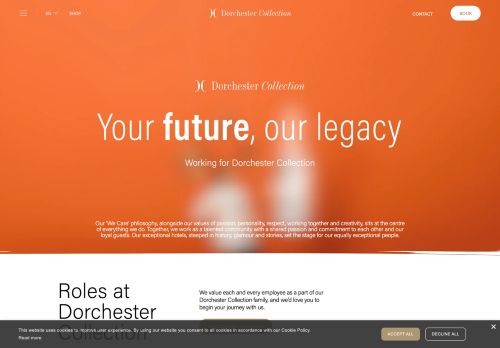 EN
SHOP
Dorchester Collection
CONTACT
BOOK
Dorchester Collection
Your future, our legacy
Working for Dorchester Collection
Our 'We Care' philosophy, alongside our values of passion, personality, respect, working together and creativity, sits at the centre
of everything we do. Together, we work as a talented community with a shared passion and commitment to each other and our
loyal guests. Our exceptional hotels, steeped in history, glamour and stories, set the stage for our equally exceptional people.
Roles at
Dorchester
Collection
We value each and every employee as a part of our
Dorchester Collection family, and we'd love you to
begin your journey with us.
This website uses cookies to improve user experience. By using our website you consent to all cookies in accordance with our Cookie Policy.
Read more
ACCEPT ALL
DECLINE ALL
×